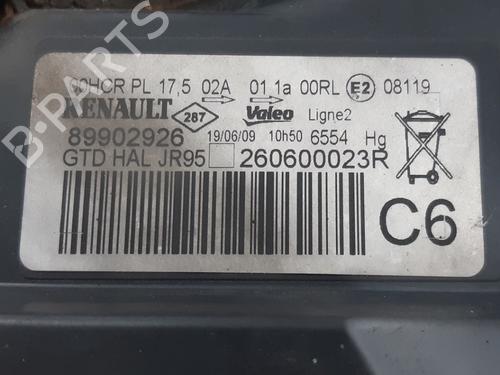 90HCR PL 17,5 02A 01 1a 00RL E2 08119
RENAULT 287 Valeo Ligne2
89902926 19/06/09 10h50 6554 Hg
GTD HAL JR95 260600023R
C6
B-PARTS